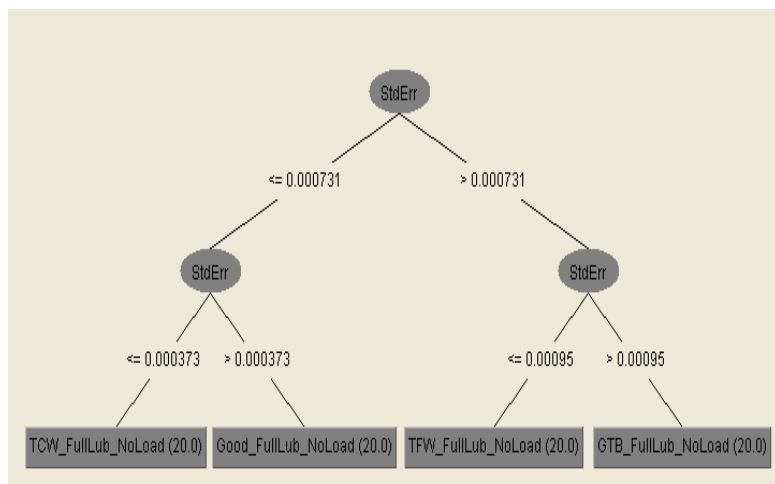 StdErr
<= 0.000731
> 0.000731
StdErr
StdErr
<= 0.000373
> 0.000373
<= 0.00095
> 0.00095
TCW_FullLub_NoLoad (20.0)
Good_FullLub_NoLoad (20.0)
TFW_FullLub_NoLoad (20.0)
GTB_FullLub_NoLoad (20.0)